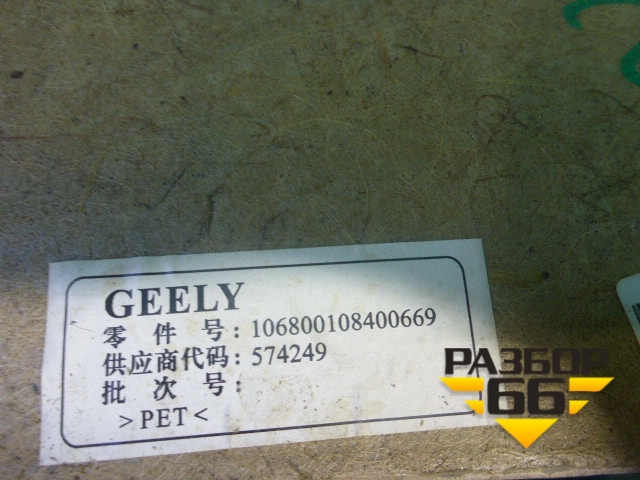 GEELY
零 件 号: 106800108400669
供应商代码: 574249
批 次 号:
>PET<
РАЗБОР
66